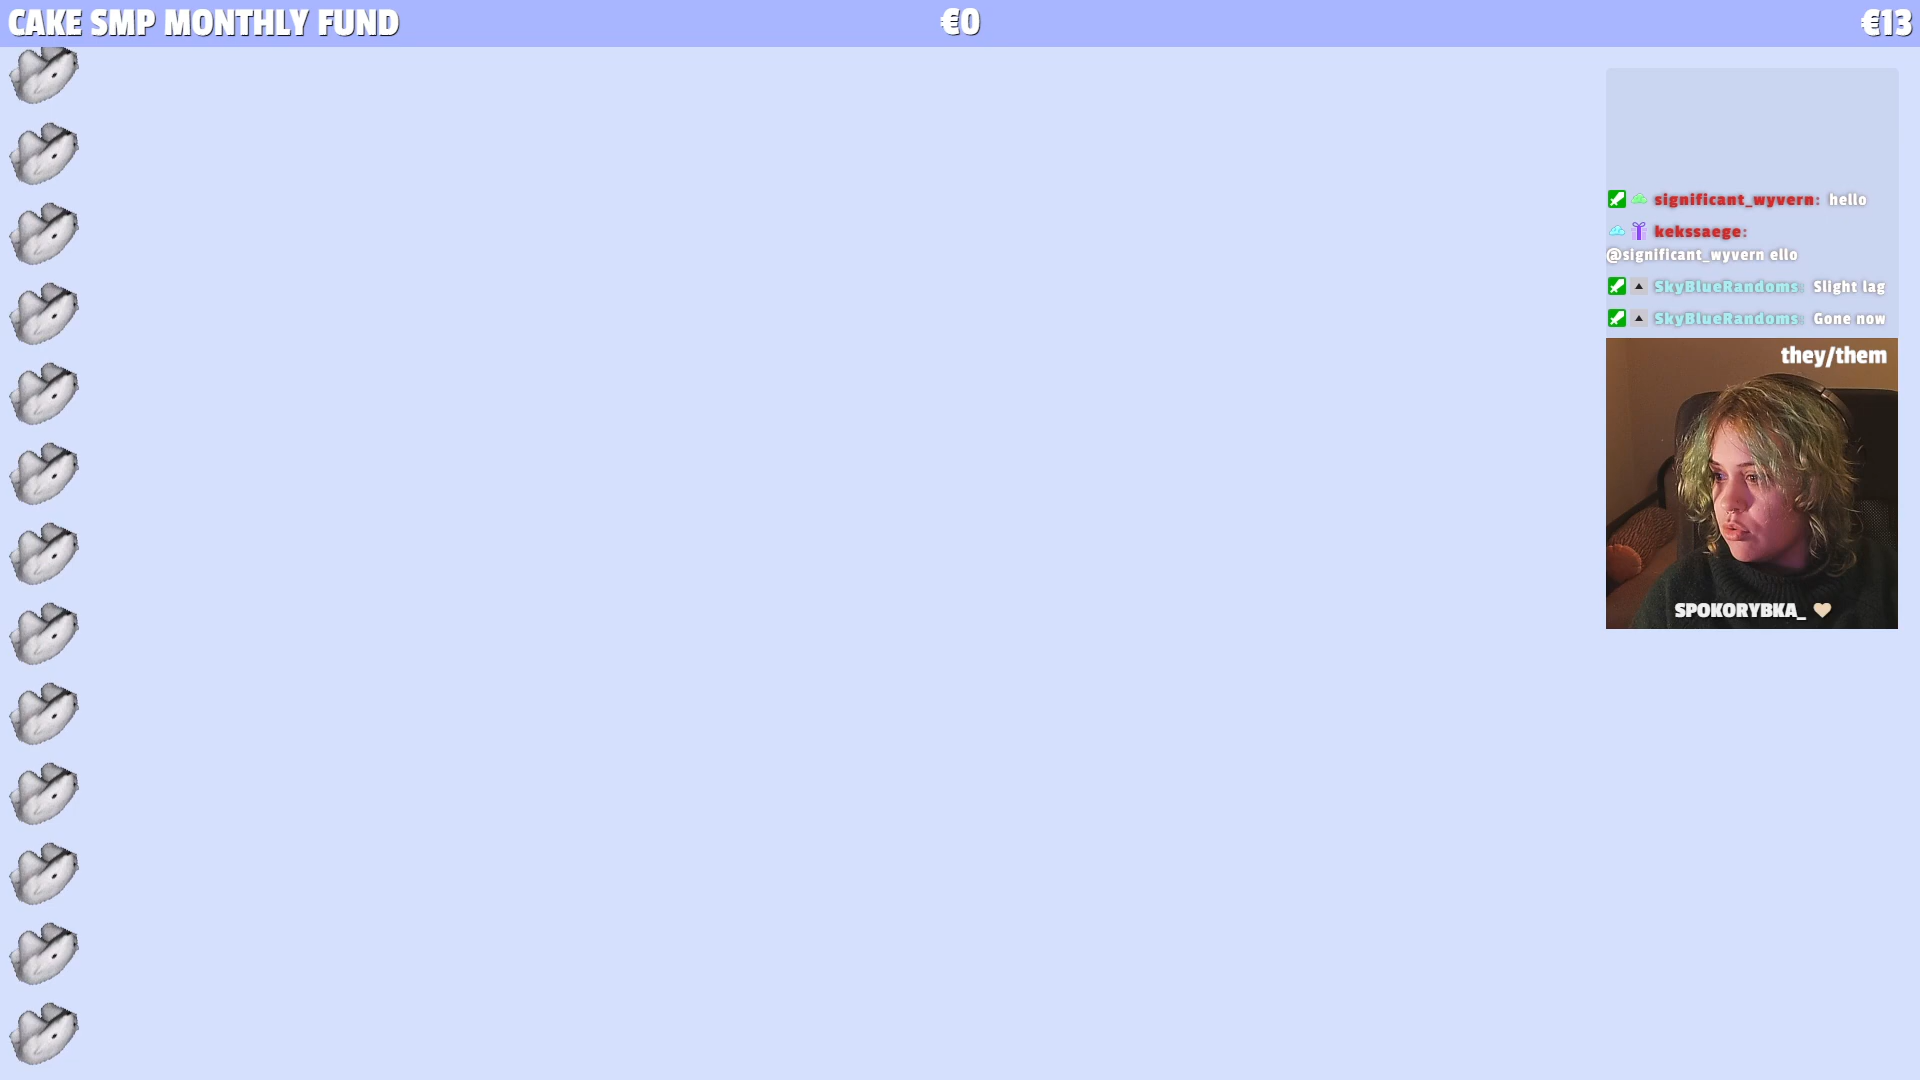 CAKE SMP MONTHLY FUND
€0
€13
significant_wyvern: hello
kekssaege:
@significant_wyvern ello
SkyBlueRandoms: Slight lag
SkyBlueRandoms: Gone now
they/them
SPOKORYBKA_